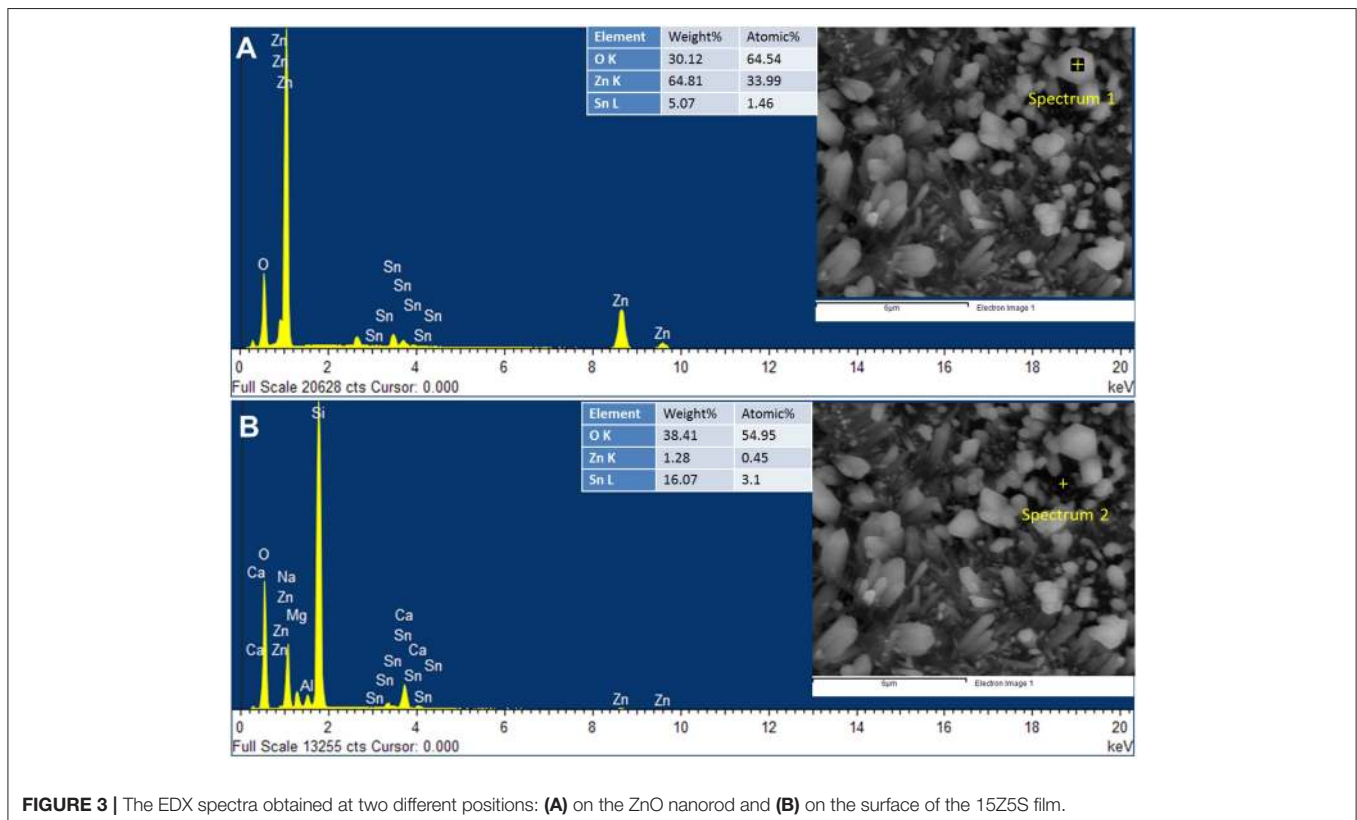 A
Zn
Zn
Zn
O
Sn
Sn
Sn
Sn
Sn
Sn
Sn
Zn
Zn
Element Weight% Atomic%
O K 30.12 64.54
Zn K 64.81 33.99
Sn L 5.07 1.46
Spectrum 1
6µm Electron Image 1
0 2 4 6 8 10 12 14 16 18 20
Full Scale 20628 cts Cursor: 0.000 keV
B
Si
O
Ca
Na
Zn
Mg
Zn
Ca Zn
Al
Ca
Sn
Ca
Sn
Sn
Sn
Sn
Sn
Sn
Zn
Zn
Element Weight% Atomic%
O K 38.41 54.95
Zn K 1.28 0.45
Sn L 16.07 3.1
Spectrum 2
6µm Electron Image 1
0 2 4 6 8 10 12 14 16 18 20
Full Scale 13255 cts Cursor: 0.000 keV
FIGURE 3 | The EDX spectra obtained at two different positions: (A) on the ZnO nanorod and (B) on the surface of the 15Z5S film.